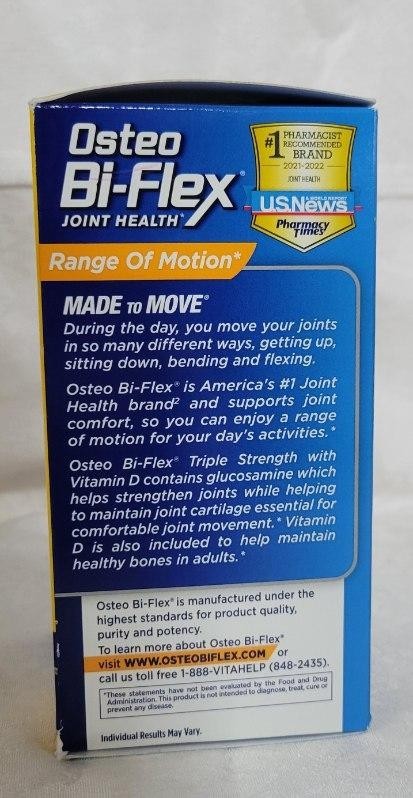 Osteo
Bi-Flex®
JOINT HEALTH*
#1 PHARMACIST
RECOMMENDED
BRAND
2021-2022
JOINT HEALTH
U.S.News
& WORLD REPORT
Pharmacy
Times®
Range Of Motion*
MADE TO MOVE®
During the day, you move your joints
in so many different ways, getting up,
sitting down, bending and flexing.
Osteo Bi-Flex® is America's #1 Joint
Health brand² and supports joint
comfort, so you can enjoy a range
of motion for your day's activities.*
Osteo Bi-Flex® Triple Strength with
Vitamin D contains glucosamine which
helps strengthen joints while helping
to maintain joint cartilage essential for
comfortable joint movement.* Vitamin
D is also included to help maintain
healthy bones in adults.*
Osteo Bi-Flex® is manufactured under the
highest standards for product quality,
purity and potency.
To learn more about Osteo Bi-Flex®
visit WWW.OSTEOBIFLEX.COM or
call us toll free 1-888-VITAHELP (848-2435).
*These statements have not been evaluated by the Food and Drug
Administration. This product is not intended to diagnose, treat, cure or
prevent any disease.
Individual Results May Vary.